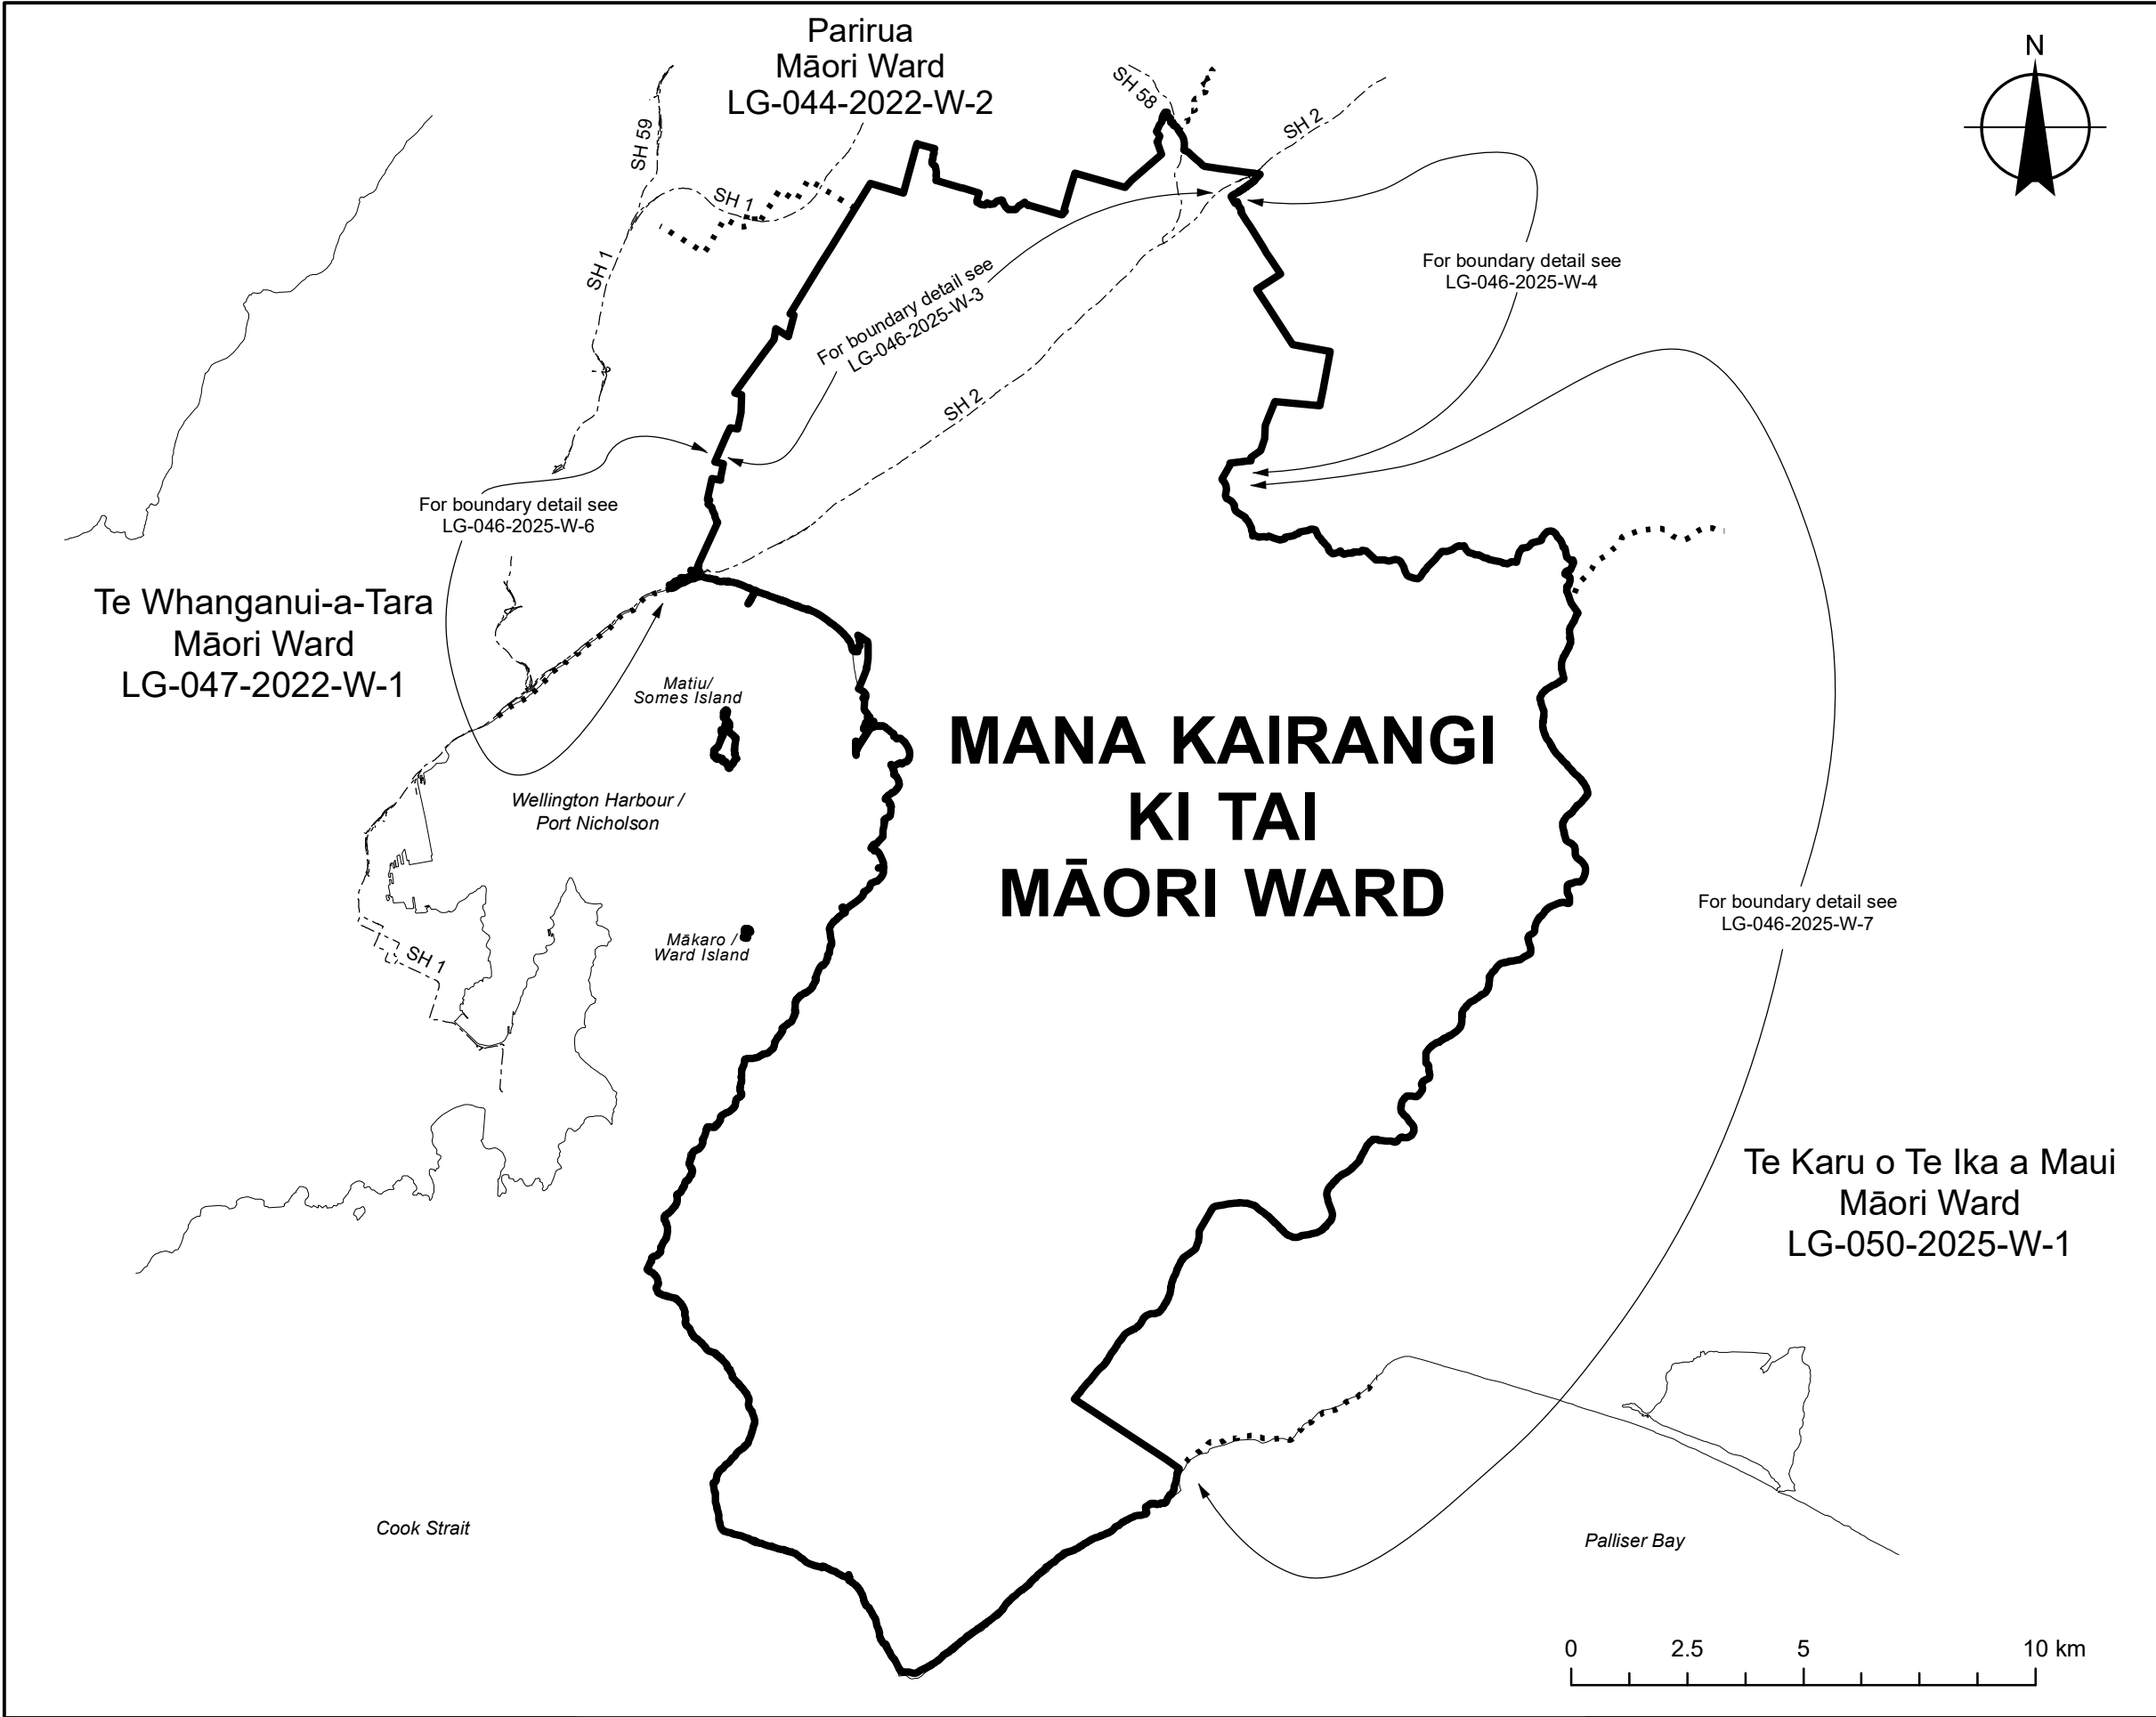 Parirua
Māori Ward
LG-044-2022-W-2
N
SH 58
SH 2
SH 59
SH 1
SH 1
For boundary detail see
LG-046-2025-W-4
For boundary detail see
LG-046-2025-W-3
SH 2
For boundary detail see
LG-046-2025-W-6
Te Whanganui-a-Tara
Māori Ward
LG-047-2022-W-1
Matiu/
Somes Island
MANA KAIRANGI
KI TAI
MĀORI WARD
Wellington Harbour /
Port Nicholson
For boundary detail see
LG-046-2025-W-7
Mākaro /
Ward Island
SH 1
Te Karu o Te Ika a Maui
Māori Ward
LG-050-2025-W-1
Cook Strait
Palliser Bay
0 2.5 5 10 km